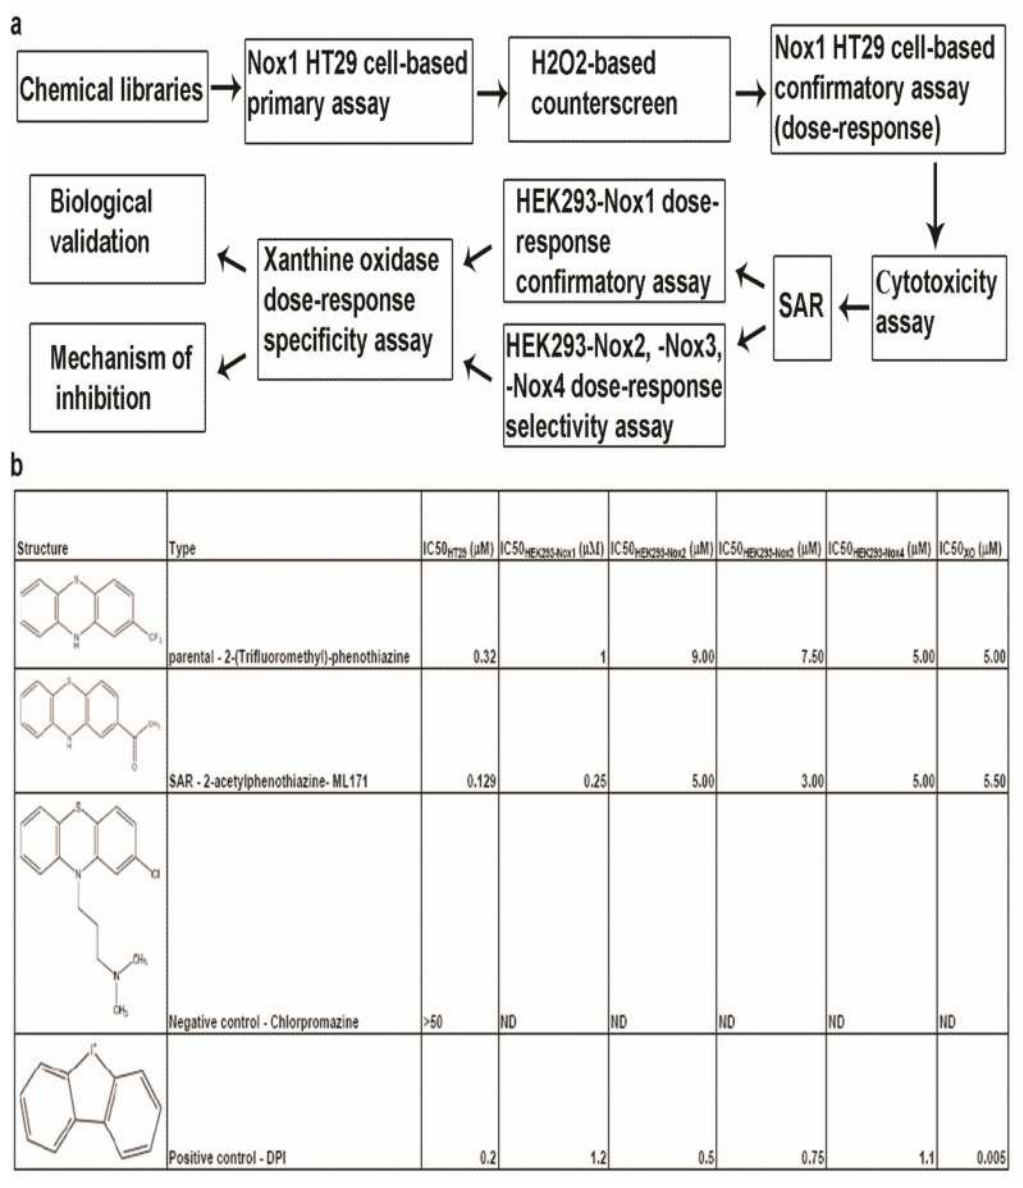 a
Chemical libraries
Nox1 HT29 cell-based
primary assay
H2O2-based
counterscreen
Nox1 HT29 cell-based
confirmatory assay
(dose-response)
Cytotoxicity
assay
SAR
HEK293-Nox1 dose-
response
confirmatory assay
HEK293-Nox2, -Nox3,
-Nox4 dose-response
selectivity assay
Xanthine oxidase
dose-response
specificity assay
Biological
validation
Mechanism of
inhibition
b
Structure Type IC50HT29 (µM) IC50HEK293-Nox1 (µM) IC50HEK293-Nox2 (µM) IC50HEK293-Nox3 (µM) IC50HEK293-Nox4 (µM) IC50XO (µM)
S
N
H
CF3
parental - 2-(Trifluoromethyl)-phenothiazine 0.32 1 9.00 7.50 5.00 5.00
S
N
H
CH3
O
SAR - 2-acetylphenothiazine- ML171 0.129 0.25 5.00 3.00 5.00 5.50
S
N
Cl
N
CH3
CH3
Negative control - Chlorpromazine >50 ND ND ND ND ND
I+
Positive control - DPI 0.2 1.2 0.5 0.75 1.1 0.005